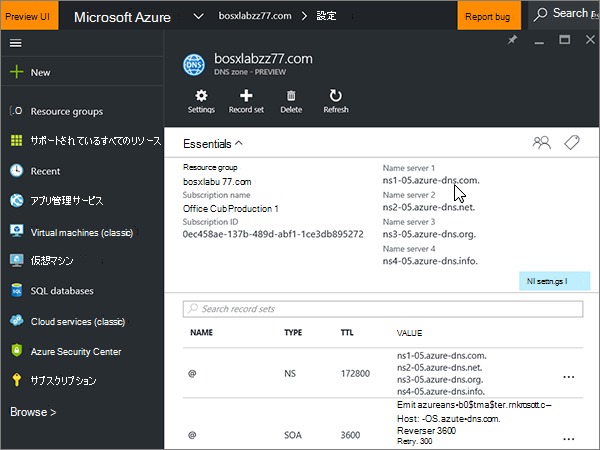 Preview UI
Microsoft Azure
bosxlabzz77.com > 設定
Report bug
Search r
New
Resource groups
サポートされているすべてのリソース
Recent
アプリ管理サービス
Virtual machines (classic)
仮想マシン
SQL databases
Cloud services (classic)
Azure Security Center
サブスクリプション
Browse >
DNS
bosxlabzz77.com
DNS zone - PREVIEW
Settings
Record set
Delete
Refresh
Essentials
Resource group
bosxlabu 77.com
Subscription name
Office Cub Production 1
Subscription ID
0ec458ae-137b-489d-abf1-1ce3db895272
Name server 1
ns1-05.azure-dns.com.
Name server 2
ns2-05.azure-dns.net.
Name server 3
ns3-05.azure-dns.org.
Name server 4
ns4-05.azure-dns.info.
NI settn.gs I
Search record sets
NAME TYPE TTL VALUE
@ NS 172800
ns1-05.azure-dns.com.
ns2-05.azure-dns.net.
ns3-05.azure-dns.org.
ns4-05.azure-dns.info.
...
@ SOA 3600
Emit azureans•b0$tma$ter.rnkrosoft.c—
Host: -OS.azute•dns.com.
Reverser 3600
Retry. 300
...